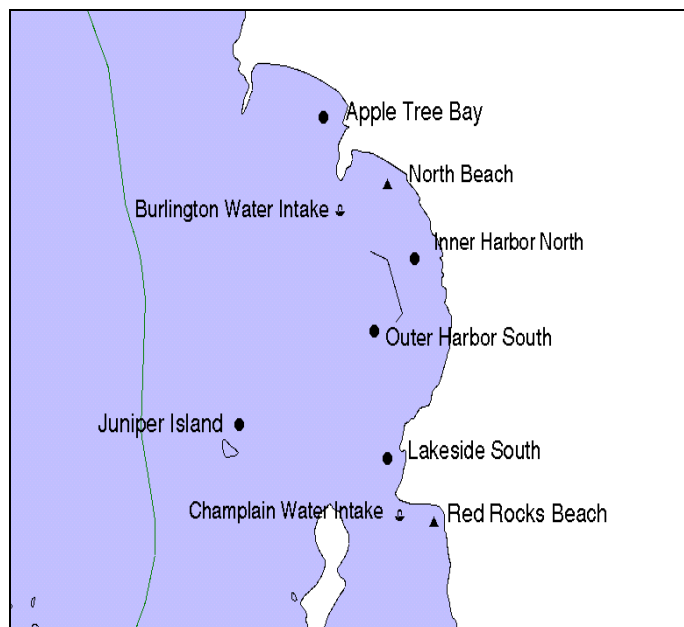 Apple Tree Bay
North Beach
Burlington Water Intake
Inner Harbor North
Outer Harbor South
Juniper Island
Lakeside South
Champlain Water Intake
Red Rocks Beach